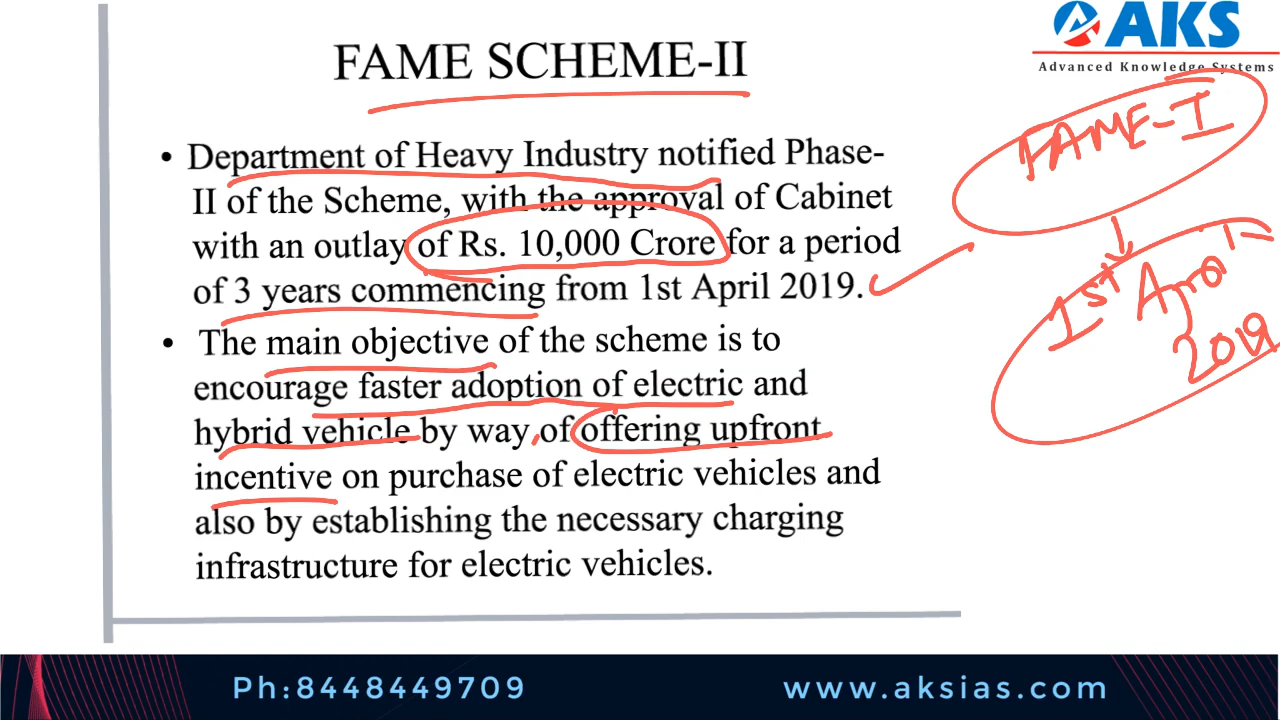 AKS
Advanced Knowledge Systems
FAME SCHEME-II
• Department of Heavy Industry notified Phase-
II of the Scheme, with the approval of Cabinet
with an outlay of Rs. 10,000 Crore for a period
of 3 years commencing from 1st April 2019.
• The main objective of the scheme is to
encourage faster adoption of electric and
hybrid vehicle by way of offering upfront
incentive on purchase of electric vehicles and
also by establishing the necessary charging
infrastructure for electric vehicles.
FAME-I
1st
2019
Ph:8448449709
www.aksias.com